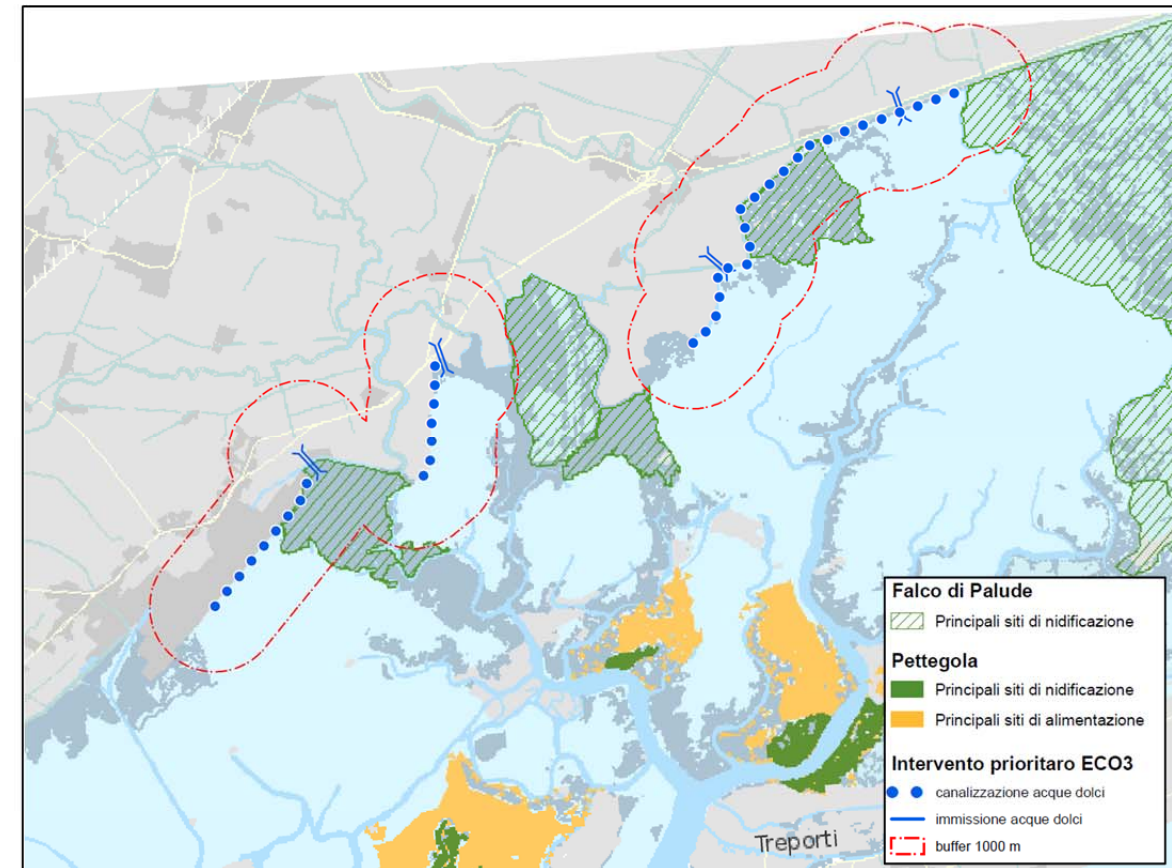 Treporti
Falco di Palude
Principali siti di nidificazione
Pettegola
Principali siti di nidificazione
Principali siti di alimentazione
Intervento prioritaro ECO3
canalizzazione acque dolci
immissione acque dolci
buffer 1000 m